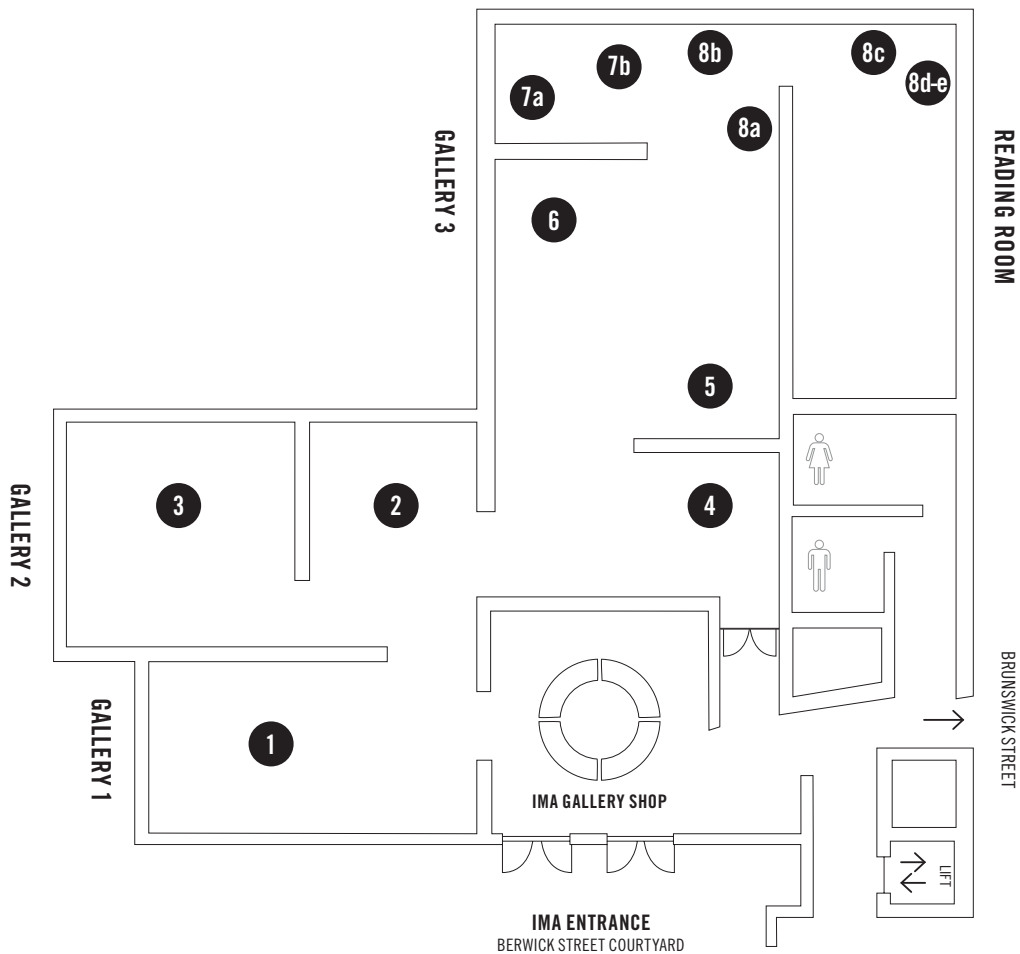 8b
8c
7b
8d-e
7a
8a
GALLERY 3
READING ROOM
6
5
3
2
4
GALLERY 2
BRUNSWICK STREET
GALLERY 1
1
IMA GALLERY SHOP
LIFT
IMA ENTRANCE
BERWICK STREET COURTYARD